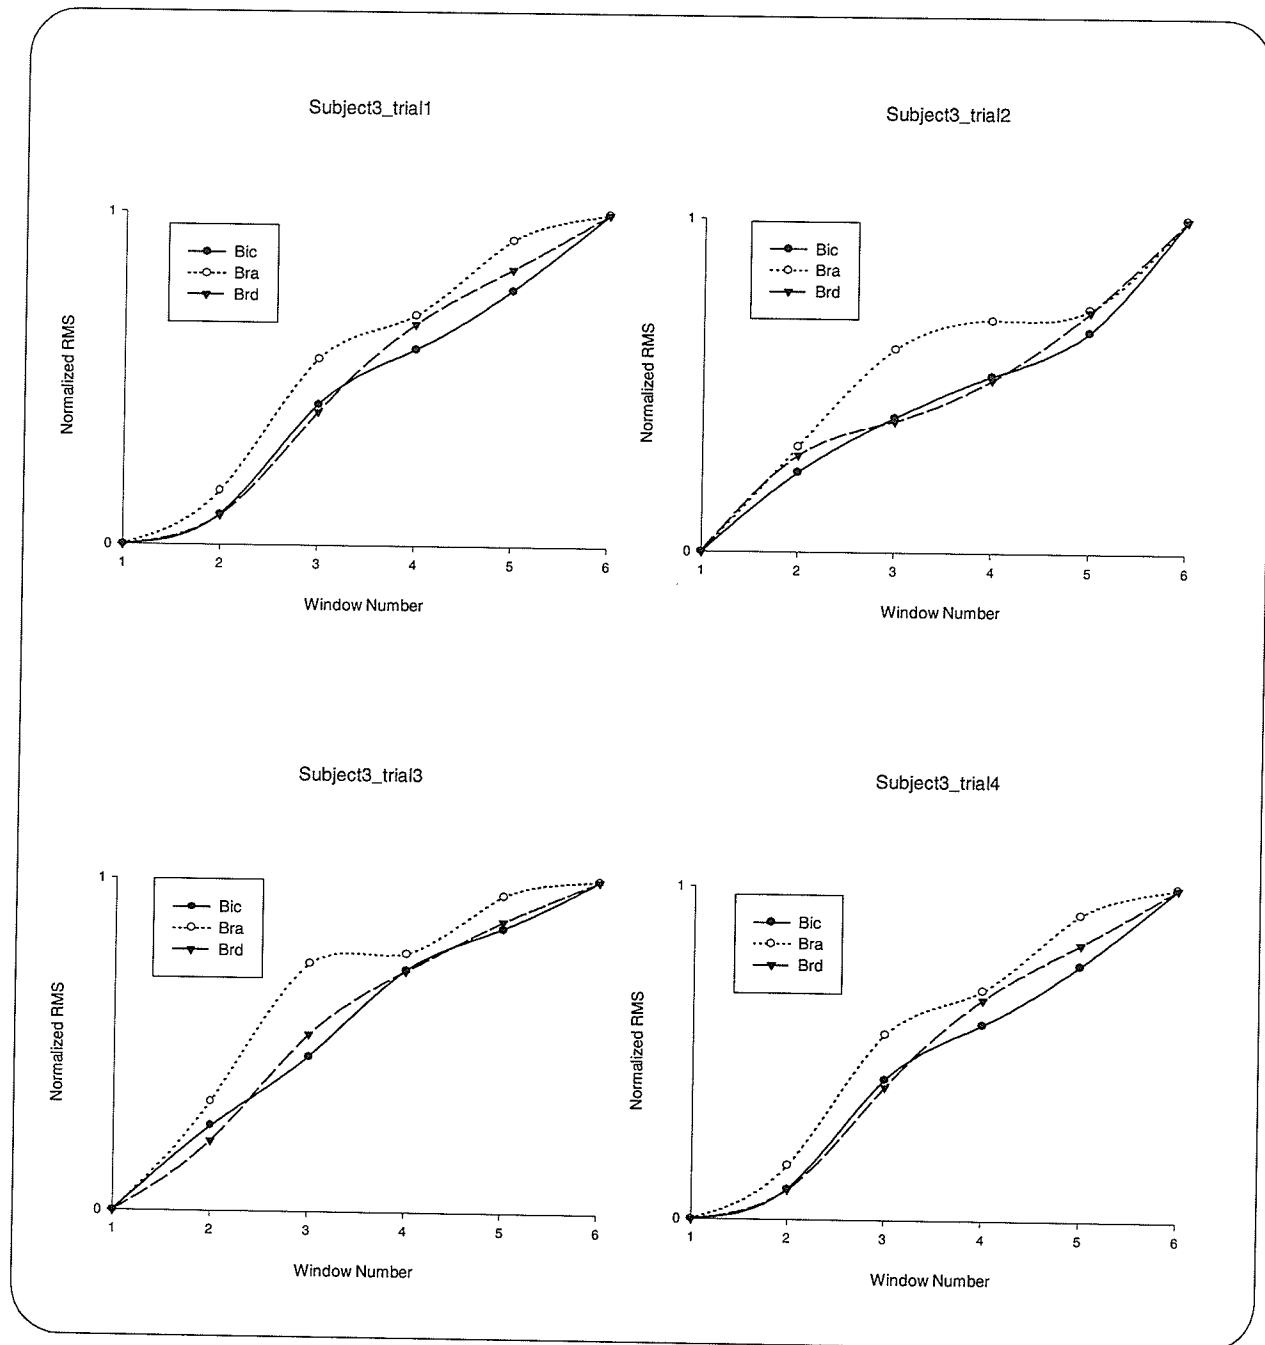 Subject3_trial1
1
Bic
Bra
Brd
Normalized RMS
0
1 2 3 4 5 6
Window Number
Subject3_trial2
1
Bic
Bra
Brd
Normalized RMS
0
1 2 3 4 5 6
Window Number
Subject3_trial3
1
Bic
Bra
Brd
Normalized RMS
0
1 2 3 4 5 6
Window Number
Subject3_trial4
1
Bic
Bra
Brd
Normalized RMS
0
1 2 3 4 5 6
Window Number